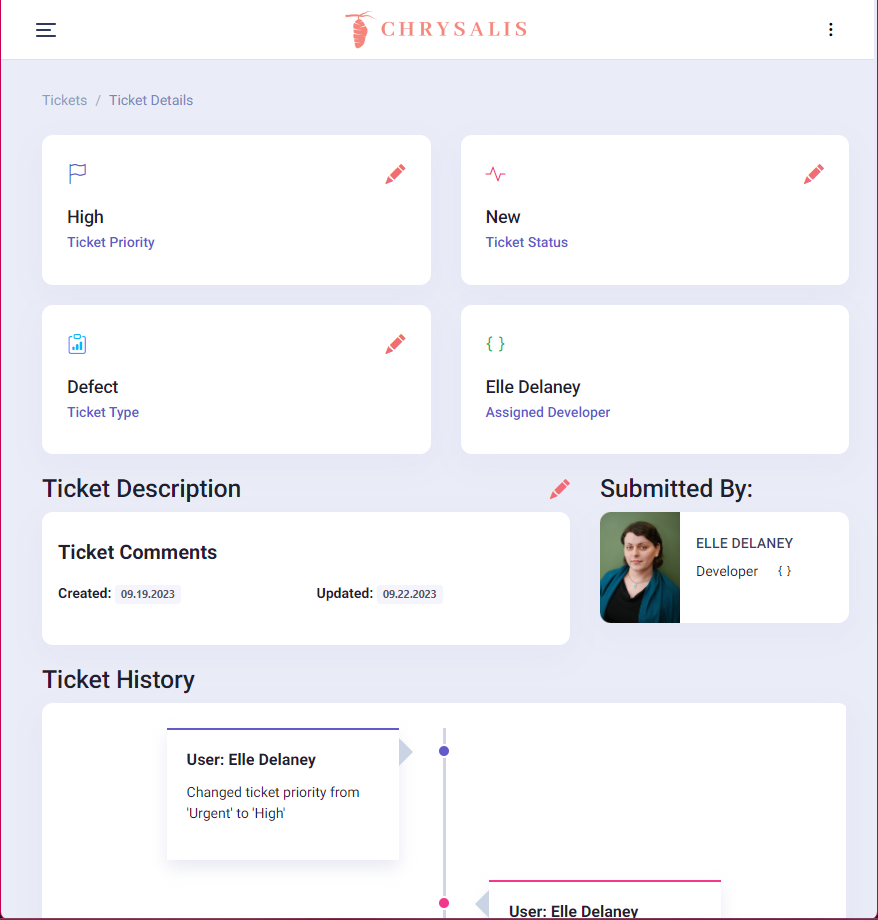 CHRYSALIS
Tickets / Ticket Details
High
Ticket Priority
New
Ticket Status
Defect
Ticket Type
{ } 
Elle Delaney
Assigned Developer
Ticket Description
Ticket Comments
Created: 09.19.2023
Updated: 09.22.2023
Submitted By:
ELLE DELANEY
Developer { }
Ticket History
User: Elle Delaney
Changed ticket priority from
'Urgent' to 'High'
User: Elle Delaney